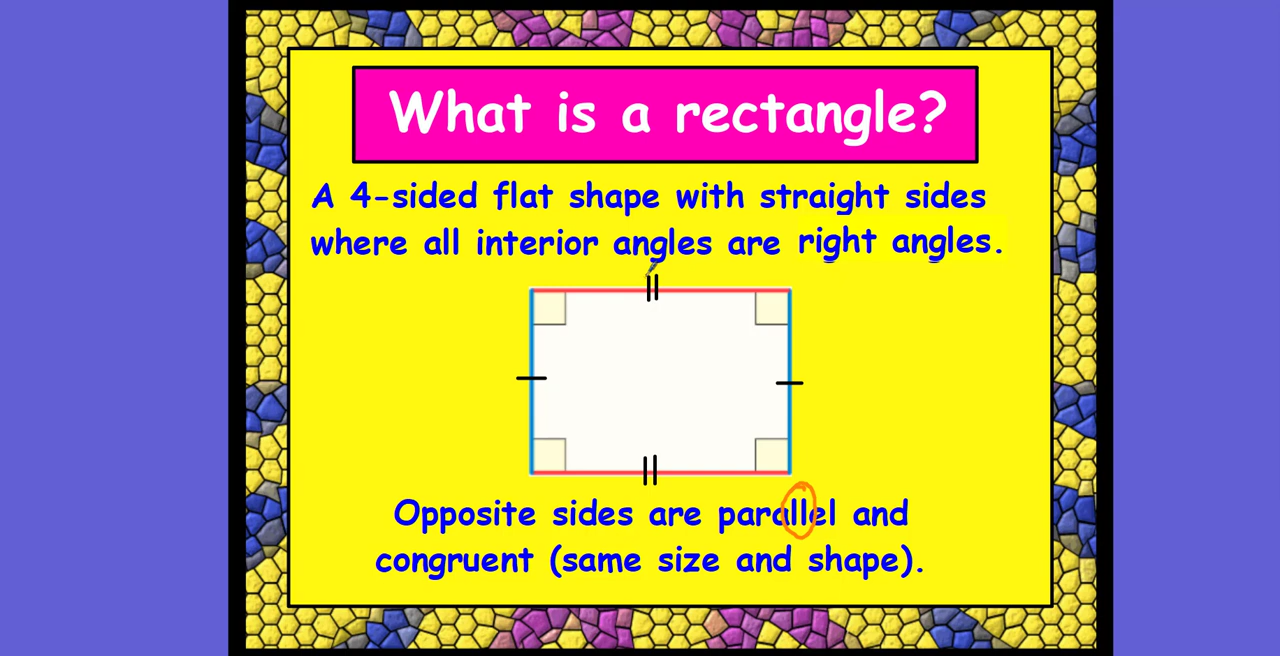 What is a rectangle?
A 4-sided flat shape with straight sides
where all interior angles are right angles.
Opposite sides are parallel and
congruent (same size and shape).